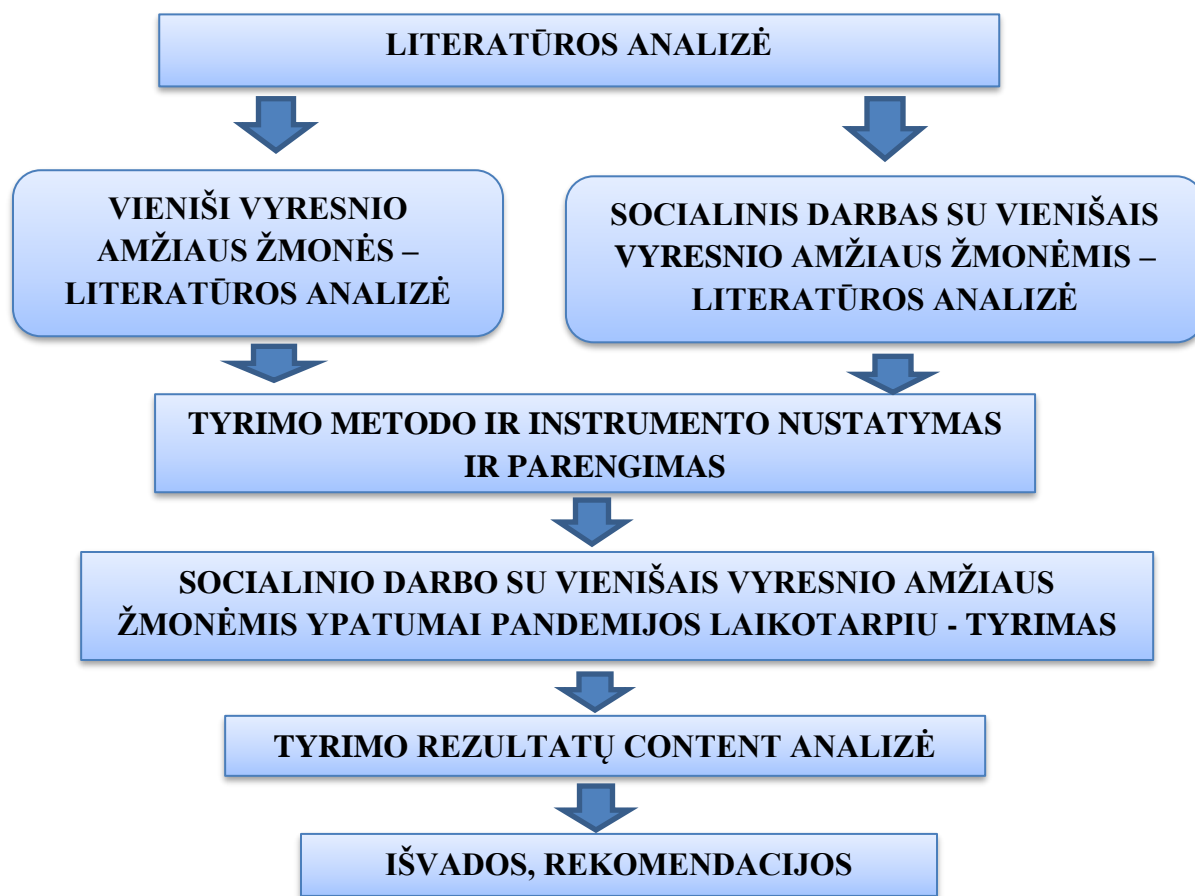 LITERATŪROS ANALIZĖ
VIENIŠI VYRESNIO
AMŽIAUS ŽMONĖS –
LITERATŪROS ANALIZĖ
SOCIALINIS DARBAS SU VIENIŠAIS
VYRESNIO AMŽIAUS ŽMONĖMIS –
LITERATŪROS ANALIZĖ
TYRIMO METODO IR INSTRUMENTO NUSTATYMAS
IR PARENGIMAS
SOCIALINIO DARBO SU VIENIŠAIS VYRESNIO AMŽIAUS
ŽMONĖMIS YPATUMAI PANDEMIJOS LAIKOTARPIU - TYRIMAS
TYRIMO REZULTATŲ CONTENT ANALIZĖ
IŠVADOS, REKOMENDACIJOS